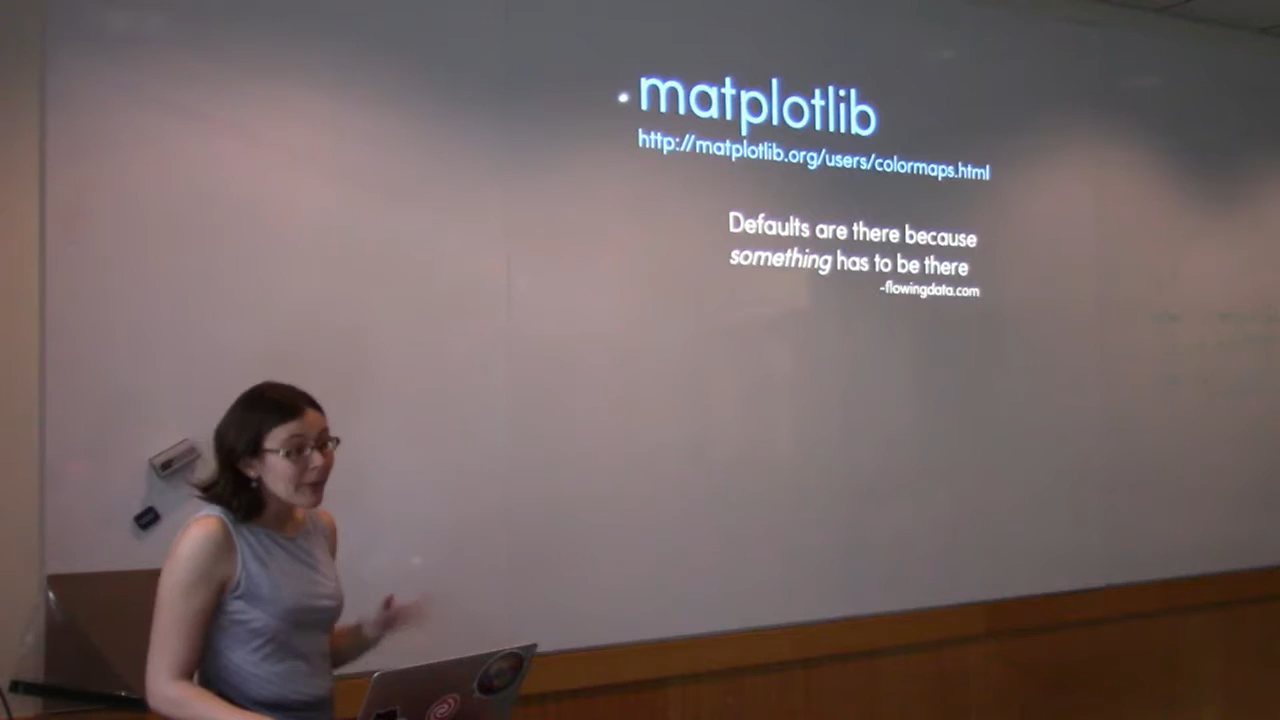 matplotlib
http://matplotlib.org/users/colormaps.html
Defaults are there because
something has to be there
-flowingdata.com